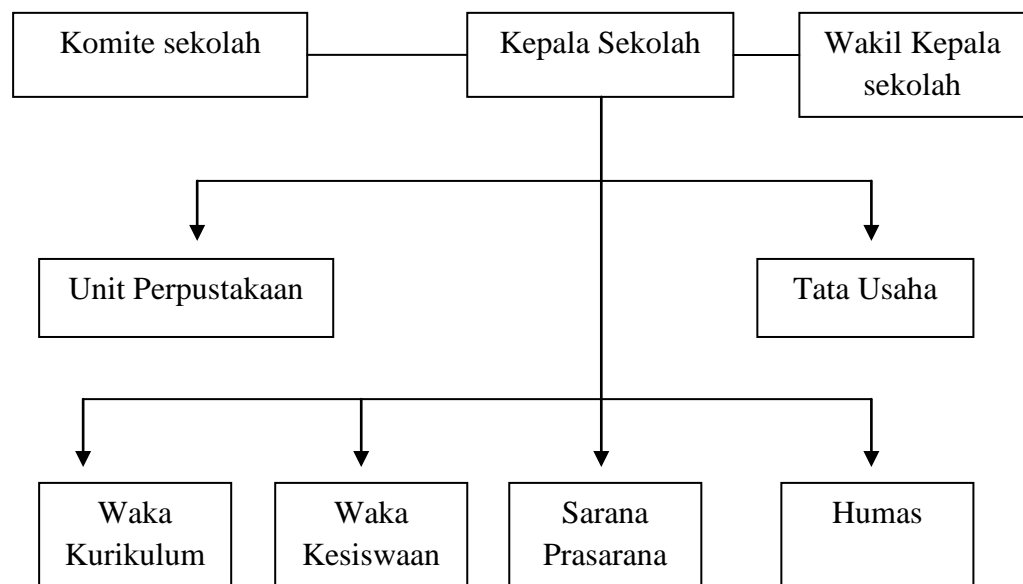 Komite sekolah
Kepala Sekolah
Wakil Kepala
sekolah
Unit Perpustakaan
Tata Usaha
Waka
Kurikulum
Waka
Kesiswaan
Sarana
Prasarana
Humas